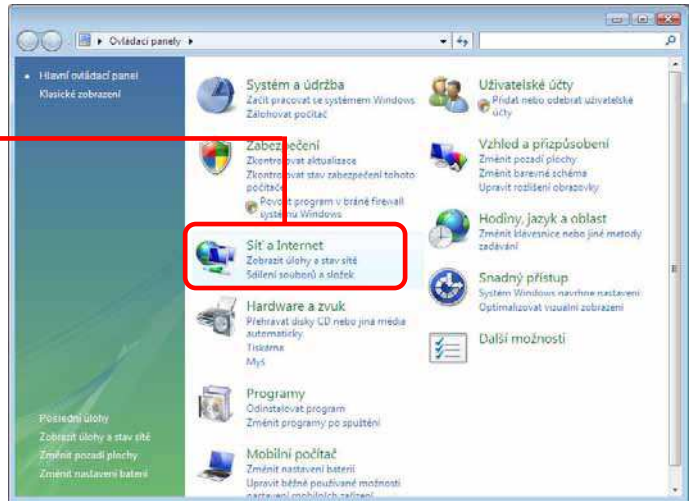 Ovládací panely
Hlavní ovládací panel
Klasické zobrazení
Systém a údržba
Začít pracovat se systémem Windows
Zálohovat počítač
Zabezpečení
Zkontrolovat aktualizace
Zkontrolovat stav zabezpečení tohoto
počítače
Povolit program v bráně firewall
systému Windows
Síť a Internet
Zobrazit úlohy a stav sítě
Sdílení souborů a složek
Hardware a zvuk
Přehrávat disky CD nebo jiná média
automaticky
Tiskárna
Myš
Programy
Odinstalovat program
Změnit programy po spuštění
Mobilní počítač
Změnit nastavení baterií
Upravit běžně používané možnosti
nastavení mobilních zařízení
Uživatelské účty
Přidat nebo odebrat uživatelské
účty
Vzhled a přizpůsobení
Změnit pozadí plochy
Změnit barevné schéma
Upravit rozlišení obrazovky
Hodiny, jazyk a oblast
Změnit klávesnice nebo jiné metody
zadávání
Snadný přístup
Systém Windows navrhne nastavení
Optimalizovat vizuální zobrazení
Další možnosti
Poslední úlohy
Zobrazit úlohy a stav sítě
Změnit pozadí plochy
Změnit nastavení baterií